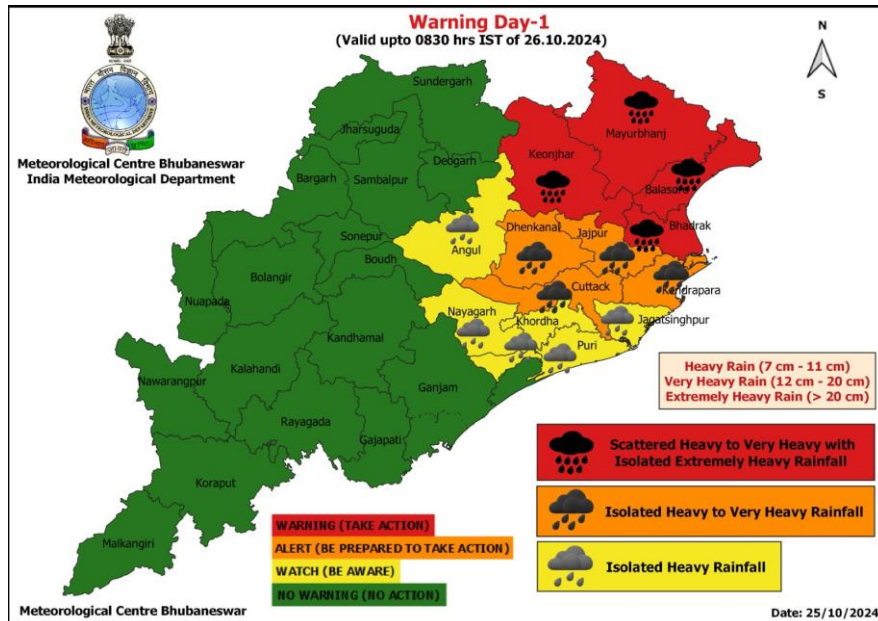 Warning Day-1
(Valid upto 0830 hrs IST of 26.10.2024)
N
S
Meteorological Centre Bhubaneswar
India Meteorological Department
Sundergarh
Jharsuguda
Mayurbhanj
Keonjhar
Deogarh
Bargarh
Sambalpur
Balasore
Bhadrak
Dhenkanal
Jajpur
Sonepur
Angul
Boudh
Bolangir
Cuttack
Kendrapara
Nuapada
Nayagarh
Khordha
Jagatsinghpur
Kandhamal
Puri
Kalahandi
Nawarangpur
Ganjam
Rayagada
Gajapati
Koraput
Malkangiri
Heavy Rain (7 cm - 11 cm)
Very Heavy Rain (12 cm - 20 cm)
Extremely Heavy Rain (> 20 cm)
Scattered Heavy to Very Heavy with
Isolated Extremely Heavy Rainfall
Isolated Heavy to Very Heavy Rainfall
Isolated Heavy Rainfall
WARNING (TAKE ACTION)
ALERT (BE PREPARED TO TAKE ACTION)
WATCH (BE AWARE)
NO WARNING (NO ACTION)
Meteorological Centre Bhubaneswar
Date: 25/10/2024